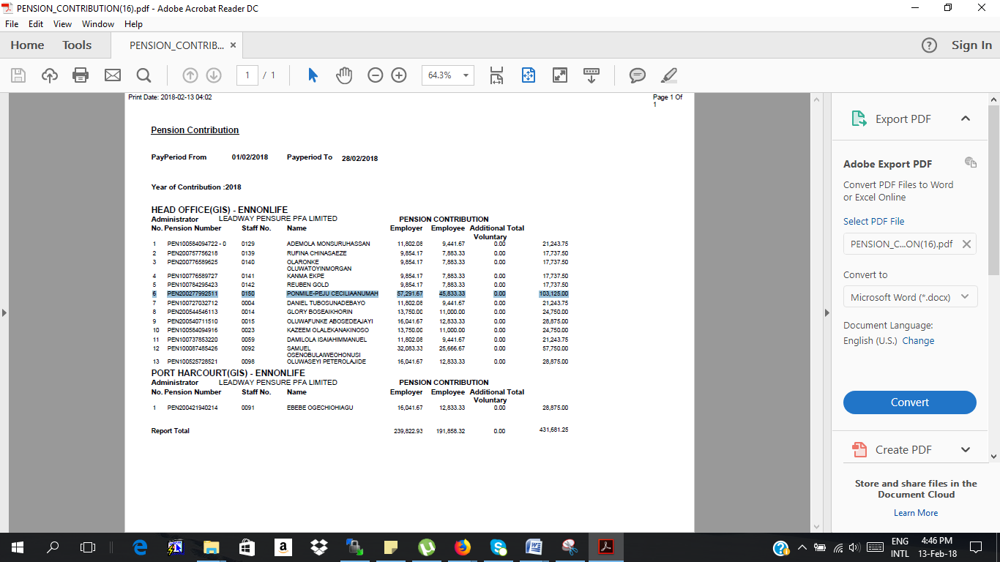 PENSION_CONTRIBUTION(16).pdf - Adobe Acrobat Reader DC
File Edit View Window Help
Home Tools PENSION_CONTRIB... × ? Sign In
1 / 1 64.3%
Print Date: 2018-02-13 04:02 Page 1 Of
1
Pension Contribution
PayPeriod From 01/02/2018 Payperiod To 28/02/2018
Year of Contribution :2018
HEAD OFFICE(GIS) - ENNONLIFE
Administrator LEADWAY PENSURE PFA LIMITED PENSION CONTRIBUTION
No. Pension Number Staff No. Name Employer Employee Additional Total
Voluntary
1 PEN100584094722 - 0 0129 ADEMOLA MONSURUHASSAN 11,802.08 9,441.67 0.00 21,243.75
2 PEN200757756218 0139 RUFINA CHINASAEZE 9,854.17 7,883.33 0.00 17,737.50
3 PEN200776589625 0140 OLARONKE 9,854.17 7,883.33 0.00 17,737.50
OLUWATOYINMORGAN
4 PEN100776589727 0141 KANMA EKPE 9,854.17 7,883.33 0.00 17,737.50
5 PEN100784295423 0142 REUBEN GOLD 9,854.17 7,883.33 0.00 17,737.50
6 PEN200277992511 0150 PONMILE-PEJU CECILIAANUMAH 57,291.67 45,833.33 0.00 103,125.00
7 PEN100727032712 0004 DANIEL TUBOSUNADEBAYO 11,802.08 9,441.67 0.00 21,243.75
8 PEN200544546113 0014 GLORY BOSEAIKHORIN 13,750.00 11,000.00 0.00 24,750.00
9 PEN200540711510 0015 OLUWAFUNKE ABOSEDEAJAYI 16,041.67 12,833.33 0.00 28,875.00
10 PEN100584094916 0023 KAZEEM OLALEKANAKINOSO 13,750.00 11,000.00 0.00 24,750.00
11 PEN100737853220 0059 DAMILOLA ISAIAHIMMANUEL 11,802.08 9,441.67 0.00 21,243.75
12 PEN100087465426 0092 SAMUEL 32,083.33 25,666.67 0.00 57,750.00
OSENOBULAIWEOHONUSI
13 PEN100525728521 0098 OLUWASEYI PETEROLAJIDE 16,041.67 12,833.33 0.00 28,875.00
PORT HARCOURT(GIS) - ENNONLIFE
Administrator LEADWAY PENSURE PFA LIMITED PENSION CONTRIBUTION
No. Pension Number Staff No. Name Employer Employee Additional Total
Voluntary
1 PEN200421940214 0091 EBEBE OGECHIOHIAGU 16,041.67 12,833.33 0.00 28,875.00
Report Total 239,822.93 191,858.32 0.00 431,681.25
Export PDF
Adobe Export PDF
Convert PDF Files to Word
or Excel Online
Select PDF File
PENSION_C...ON(16).pdf
Convert to
Microsoft Word (*.docx)
Document Language:
English (U.S.) Change
Convert
Create PDF
Store and share files in the
Document Cloud
Learn More
ENG 4:46 PM
INTL 13-Feb-18